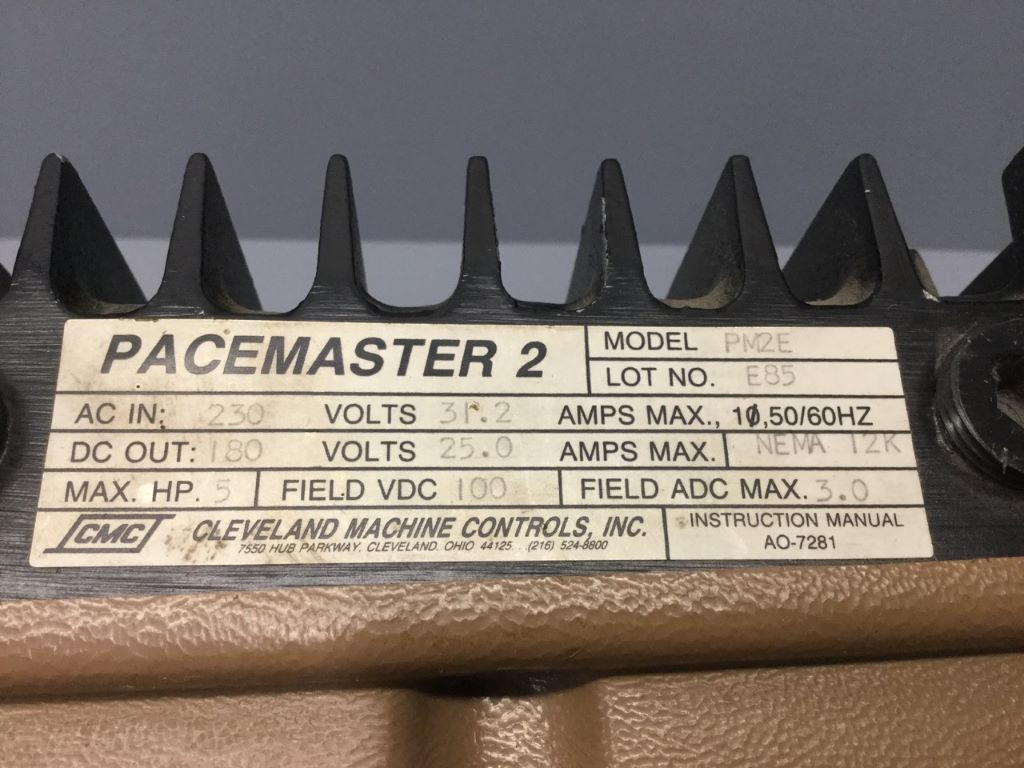 PACEMASTER 2
MODEL PM2E
LOT NO. E85
AC IN: 230 VOLTS 31.2 AMPS MAX., 1Ø,50/60HZ
DC OUT: 180 VOLTS 25.0 AMPS MAX. NEMA 12K
MAX. HP. 5 FIELD VDC 100 FIELD ADC MAX. 3.0
CMC CLEVELAND MACHINE CONTROLS, INC.
7550 HUB PARKWAY, CLEVELAND, OHIO 44125 (216) 524-8800
INSTRUCTION MANUAL
AO-7281